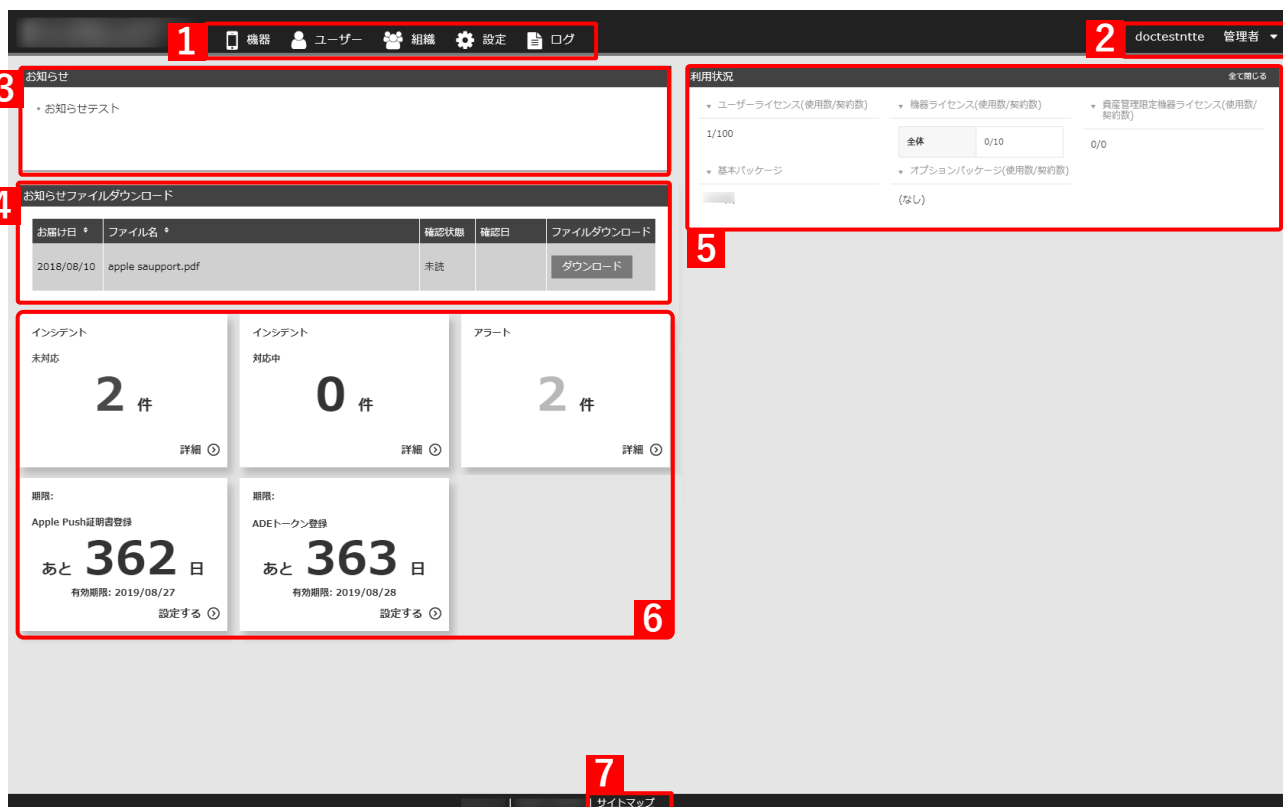 1
機器 ユーザー 組織 設定 ログ
2
doctestntte 管理者
3
お知らせ
・お知らせテスト
4
お知らせファイルダウンロード
お届け日 ファイル名 確認状態 確認日 ファイルダウンロード
2018/08/10 apple saupport.pdf 未読 ダウンロード
利用状況 全て閉じる
ユーザーライセンス(使用数/契約数)
1/100
機器ライセンス(使用数/契約数)
全体 0/10
資産管理限定機器ライセンス(使用数/
契約数)
0/0
基本パッケージ
オプションパッケージ(使用数/契約数)
(なし)
5
インシデント
未対応
2 件
詳細
インシデント
対応中
0 件
詳細
アラート
2 件
詳細
期限:
Apple Push証明書登録
あと 362 日
有効期限: 2019/08/27
設定する
期限:
ADEトークン登録
あと 363 日
有効期限: 2019/08/28
設定する
6
7
| | サイトマップ